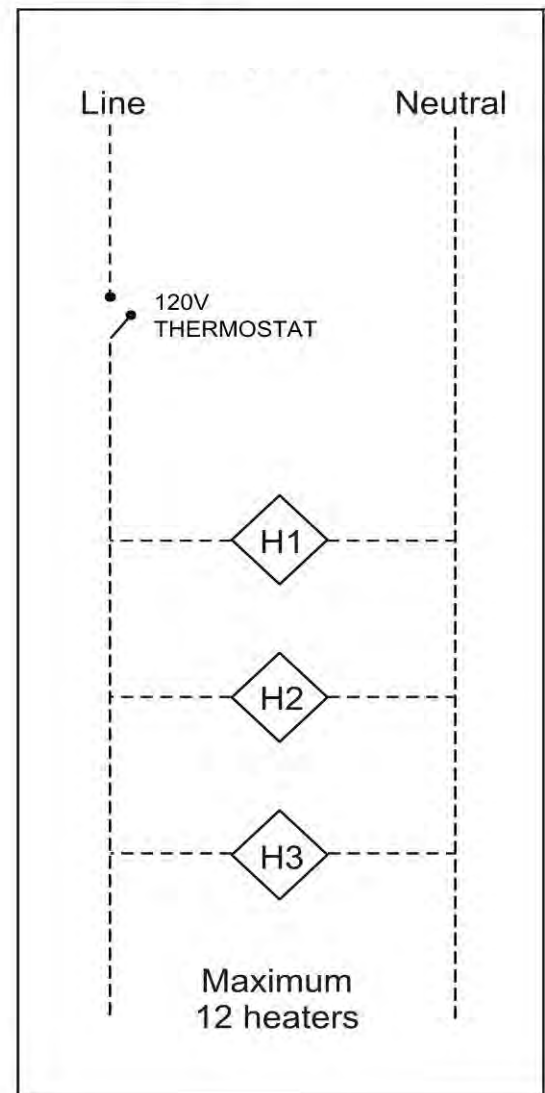 Line
Neutral
120V
THERMOSTAT
H1
H2
H3
Maximum
12 heaters